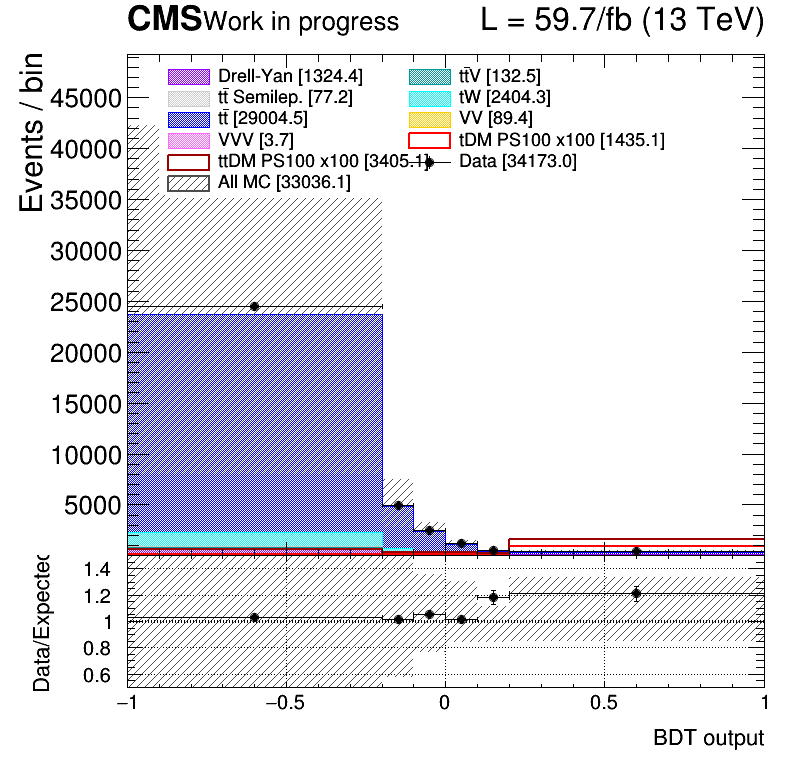 CMS Work in progress L = 59.7/fb (13 TeV)
Events / bin
Drell-Yan [1324.4] tt̄V [132.5]
tt̄ Semilep. [77.2] tW [2404.3]
tt̄ [29004.5] VV [89.4]
VVV [3.7] tDM PS100 x100 [1435.1]
ttDM PS100 x100 [3405.1] Data [34173.0]
All MC [33036.1]
45000
40000
35000
30000
25000
20000
15000
10000
5000
Data/Expected
1.4
1.2
1
0.8
0.6
−1 −0.5 0 0.5 1
BDT output